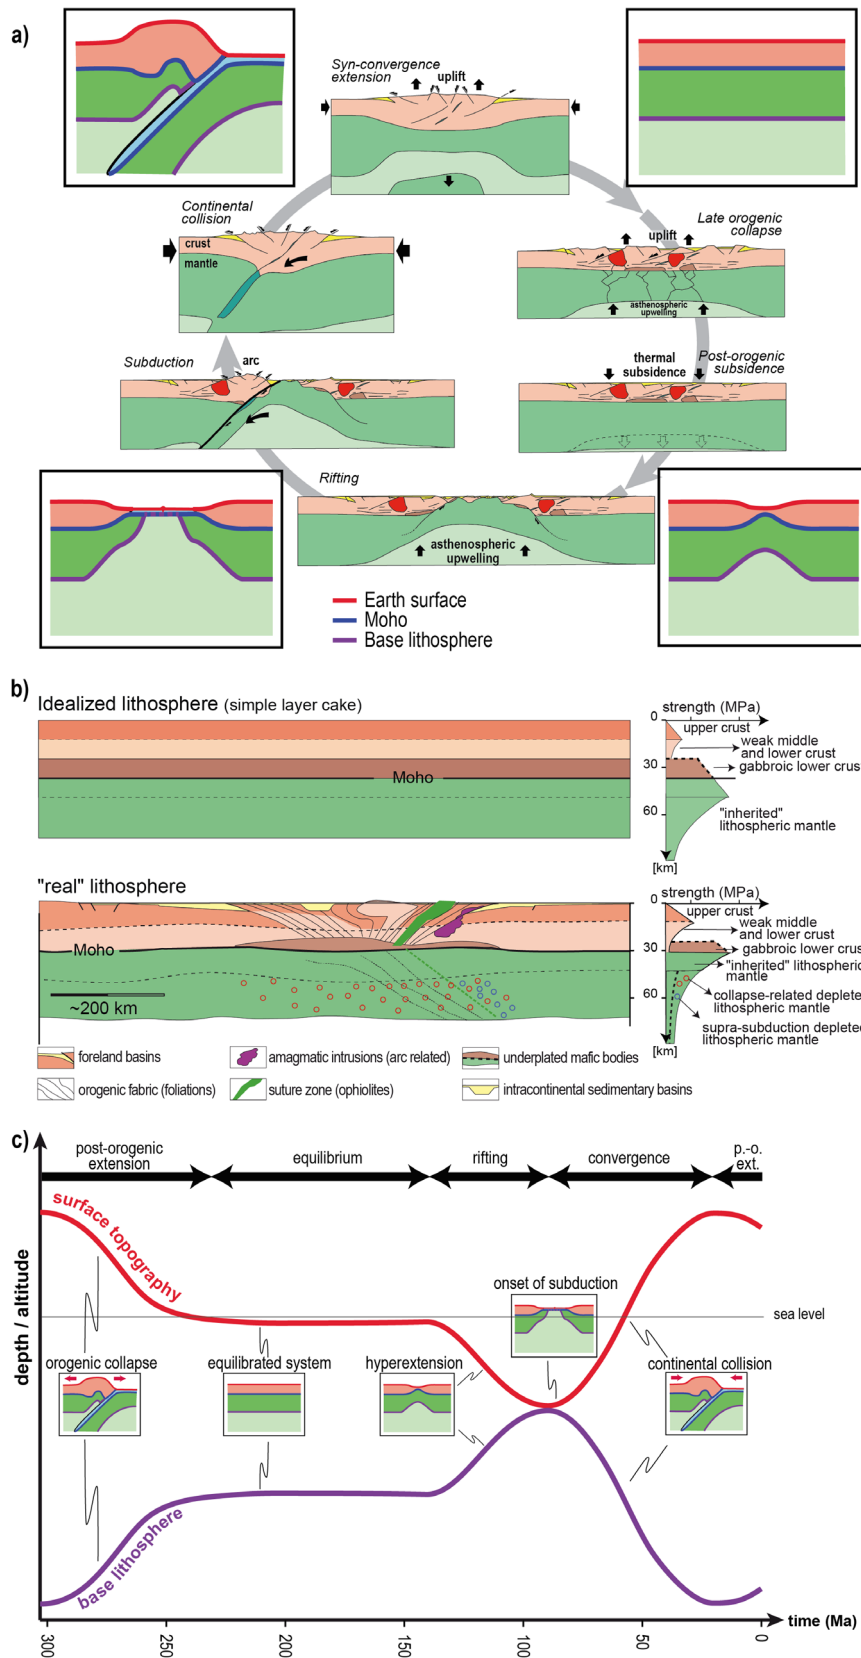 a)
Syn-convergence
extension
uplift
Continental
collision
crust
mantle
Late orogenic
collapse
uplift
asthenospheric
upwelling
Subduction
arc
thermal
subsidence
Post-orogenic
subsidence
Rifting
asthenospheric
upwelling
Earth surface
Moho
Base lithosphere
b)
Idealized lithosphere (simple layer cake)
Moho
strength (MPa)
0
upper crust
weak middle
and lower crust
30
gabbroic lower crust
60
"inherited"
lithospheric mantle
[km]
"real" lithosphere
Moho
~200 km
strength (MPa)
0
upper crust
weak middle
and lower crust
30
gabbroic lower crust
"inherited" lithospheric
mantle
60
collapse-related deplete
lithospheric mantle
supra-subduction deplete
lithospheric mantle
[km]
foreland basins
amagmatic intrusions (arc related)
underplated mafic bodies
orogenic fabric (foliations)
suture zone (ophiolites)
intracontinental sedimentary basins
c)
post-orogenic
extension
equilibrium
rifting
convergence
p.-o.
ext.
surface topography
depth / altitude
onset of subduction
sea level
orogenic collapse
equilibrated system
hyperextension
continental collision
base lithosphere
time (Ma)
300
250
200
150
100
50
0